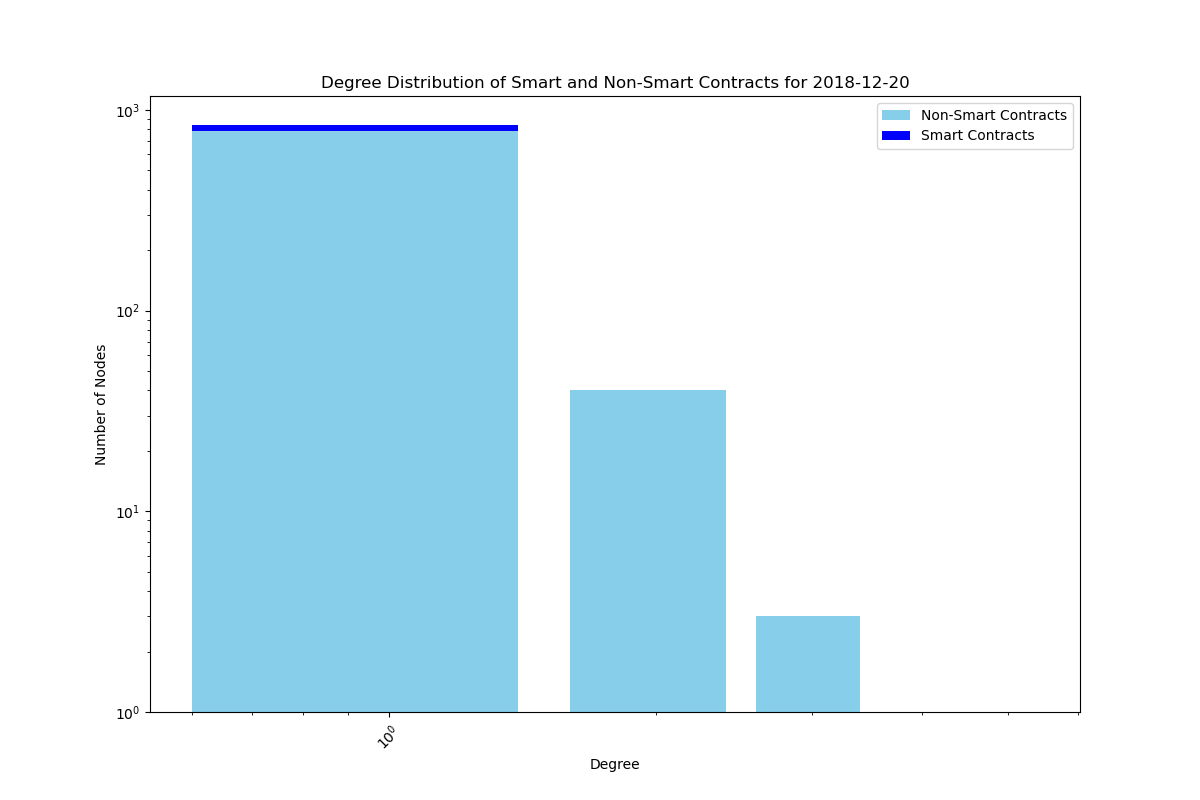 Degree Distribution of Smart and Non-Smart Contracts for 2018-12-20
Non-Smart Contracts
Smart Contracts
10³
10²
10¹
10⁰
Number of Nodes
10⁰
Degree